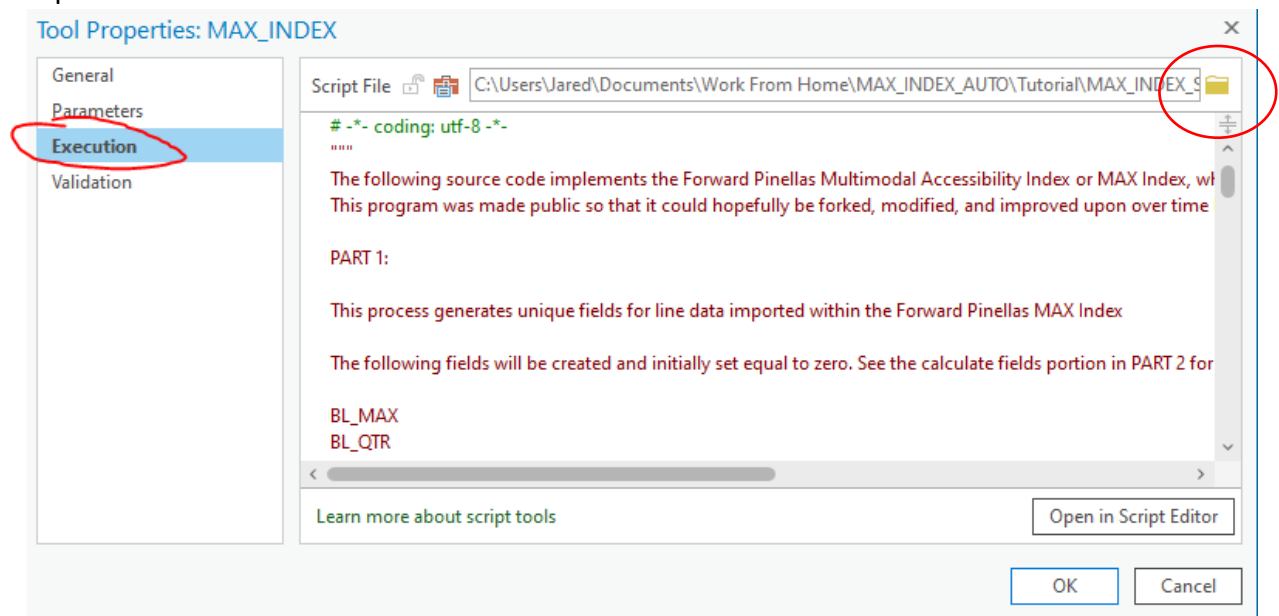 Tool Properties: MAX_INDEX
General
Parameters
Execution
Validation
Script File C:\Users\Jared\Documents\Work From Home\MAX_INDEX_AUTO\Tutorial\MAX_INDEX_S
# -*- coding: utf-8 -*-
"""
The following source code implements the Forward Pinellas Multimodal Accessibility Index or MAX Index, wh
This program was made public so that it could hopefully be forked, modified, and improved upon over time
PART 1:
This process generates unique fields for line data imported within the Forward Pinellas MAX Index
The following fields will be created and initially set equal to zero. See the calculate fields portion in PART 2 for
BL_MAX
BL_QTR
Learn more about script tools
Open in Script Editor
OK Cancel